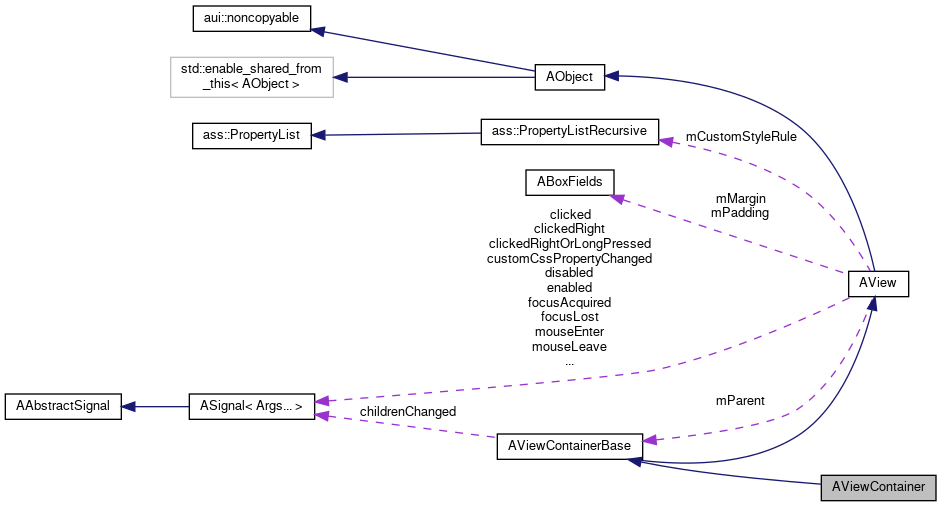 aui::noncopyable
std::enable_shared_from
_this< AObject >
AObject
ass::PropertyList
ass::PropertyListRecursive
mCustomStyleRule
ABoxFields
mMargin
mPadding
clicked
clickedRight
clickedRightOrLongPressed
customCssPropertyChanged
disabled
enabled
focusAcquired
focusLost
mouseEnter
mouseLeave
...
AView
AAbstractSignal
ASignal< Args... >
childrenChanged
mParent
AViewContainerBase
AViewContainer